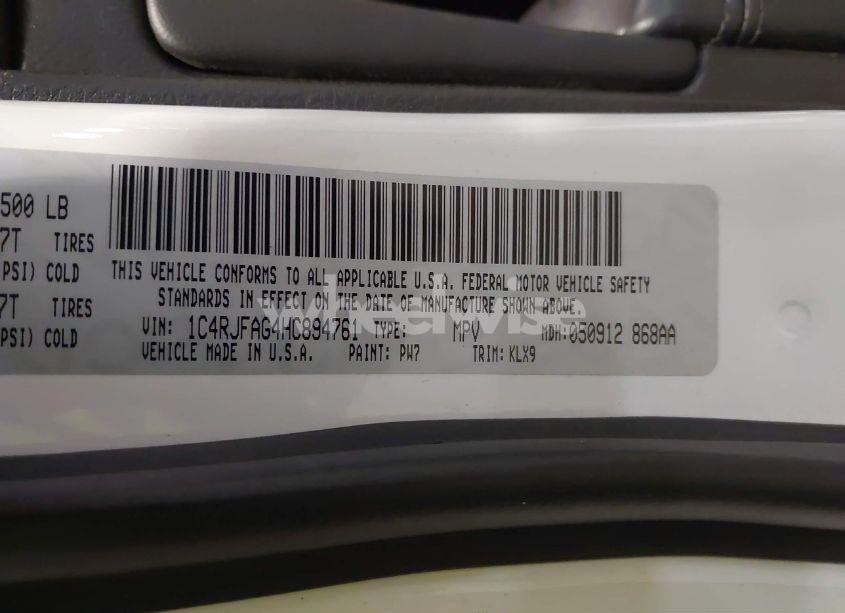 500 LB
7T TIRES
PSI) COLD
7T TIRES
PSI) COLD
THIS VEHICLE CONFORMS TO ALL APPLICABLE U.S.A. FEDERAL MOTOR VEHICLE SAFETY
STANDARDS IN EFFECT ON THE DATE OF MANUFACTURE SHOWN ABOVE.
VIN: 1C4RJFAG4HC894761 TYPE: MPV MDH:050912 868AA
VEHICLE MADE IN U.S.A. PAINT: PW7 TRIM: KLX9
wheelwise